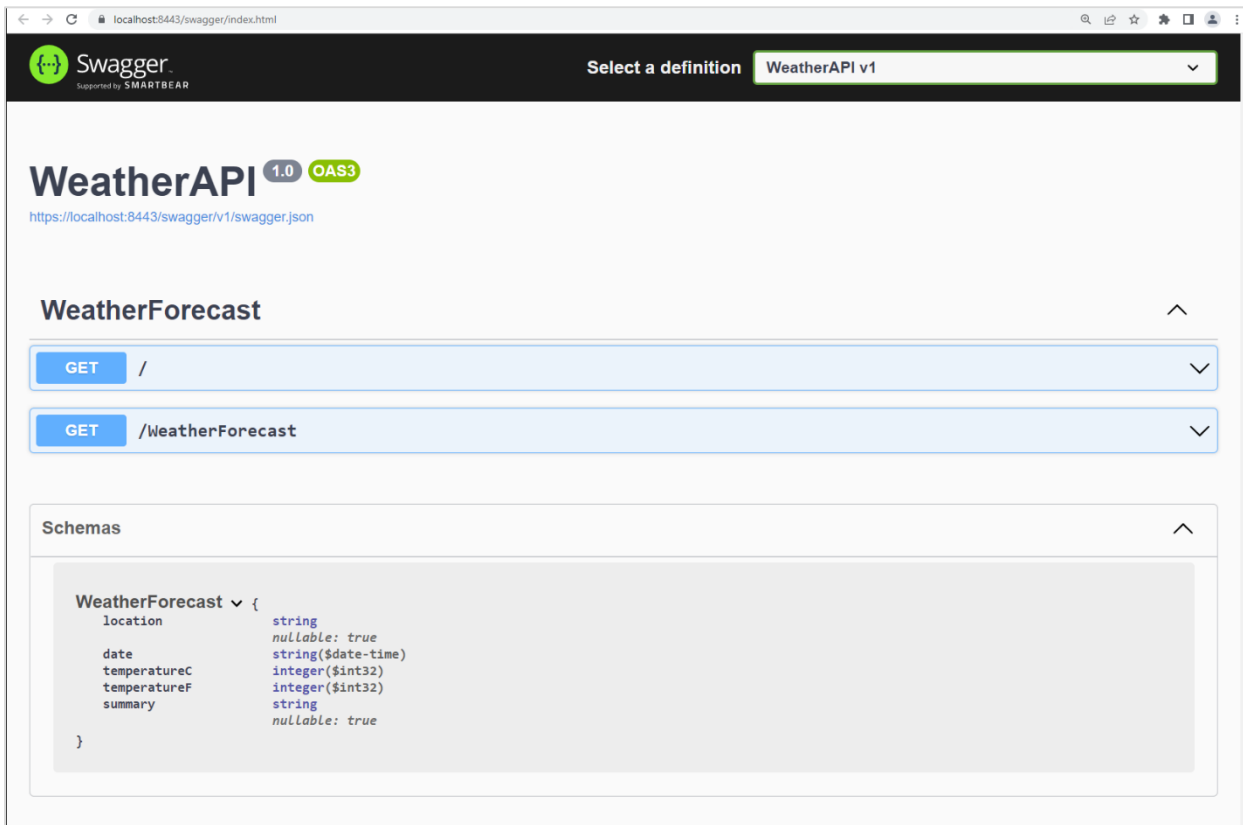 localhost:8443/swagger/index.html
{···} Swagger™
Supported by SMARTBEAR
Select a definition WeatherAPI v1
WeatherAPI 1.0 OAS3
https://localhost:8443/swagger/v1/swagger.json
WeatherForecast
GET /
GET /WeatherForecast
Schemas
WeatherForecast {
location string
nullable: true
date string($date-time)
temperatureC integer($int32)
temperatureF integer($int32)
summary string
nullable: true
}